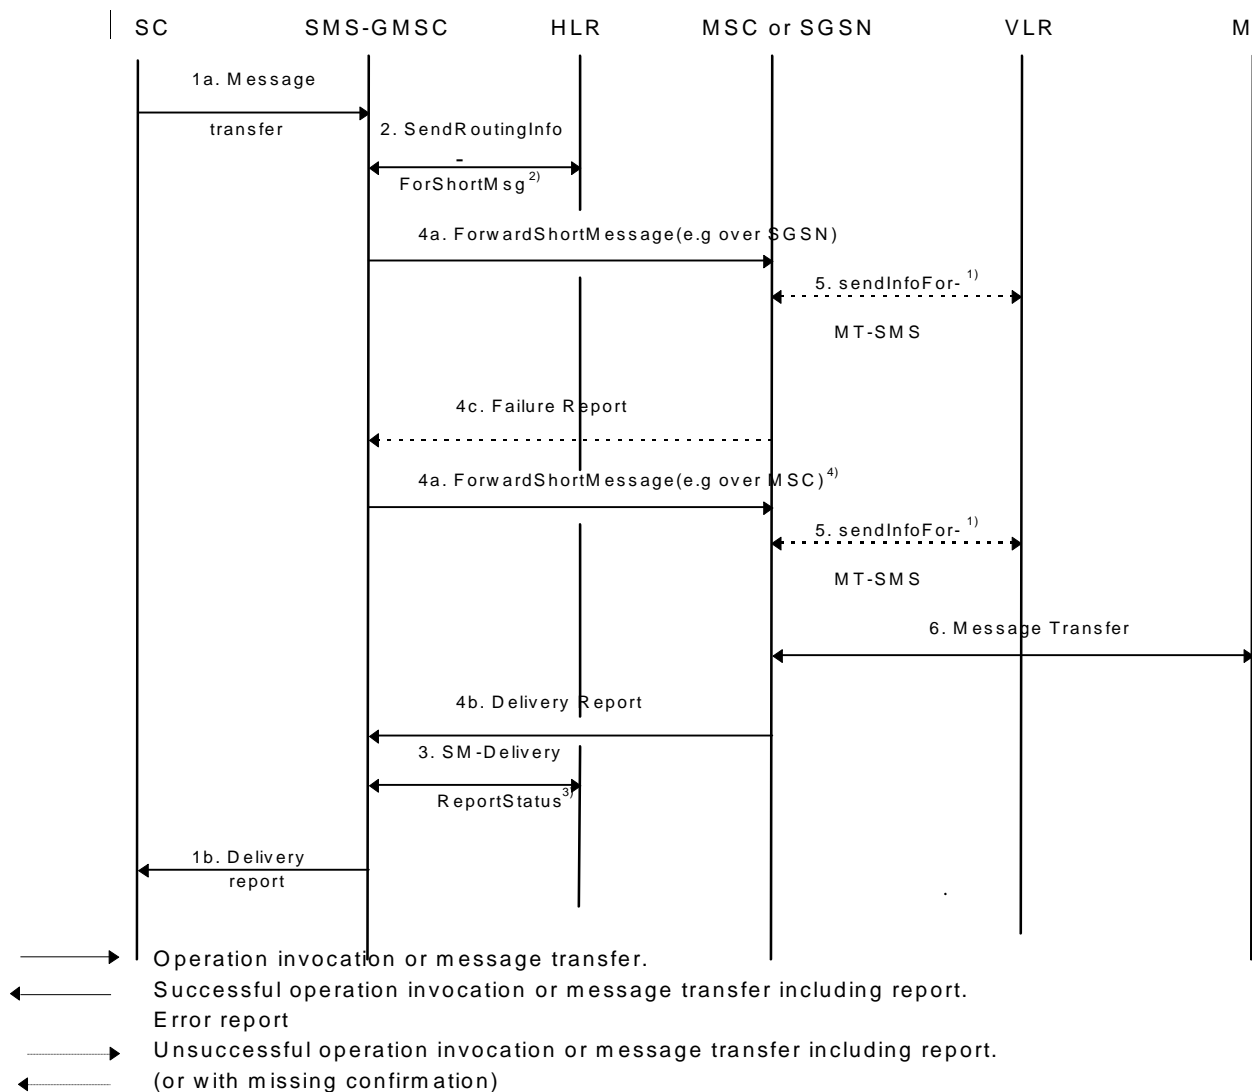 SC SMS-GMSC HLR MSC or SGSN VLR M
1a. Message
transfer
2. SendRoutingInfo
-
ForShortMsg 2)
4a. ForwardShortMessage(e.g over SGSN)
5. sendInfoFor- 1)
MT-SMS
4c. Failure Report
4a. ForwardShortMessage(e.g over MSC) 4)
5. sendInfoFor- 1)
MT-SMS
6. Message Transfer
4b. Delivery Report
3. SM-Delivery
ReportStatus 3)
1b. Delivery
report
.
Operation invocation or message transfer.
Successful operation invocation or message transfer including report.
Error report
Unsuccessful operation invocation or message transfer including report.
(or with missing confirmation)